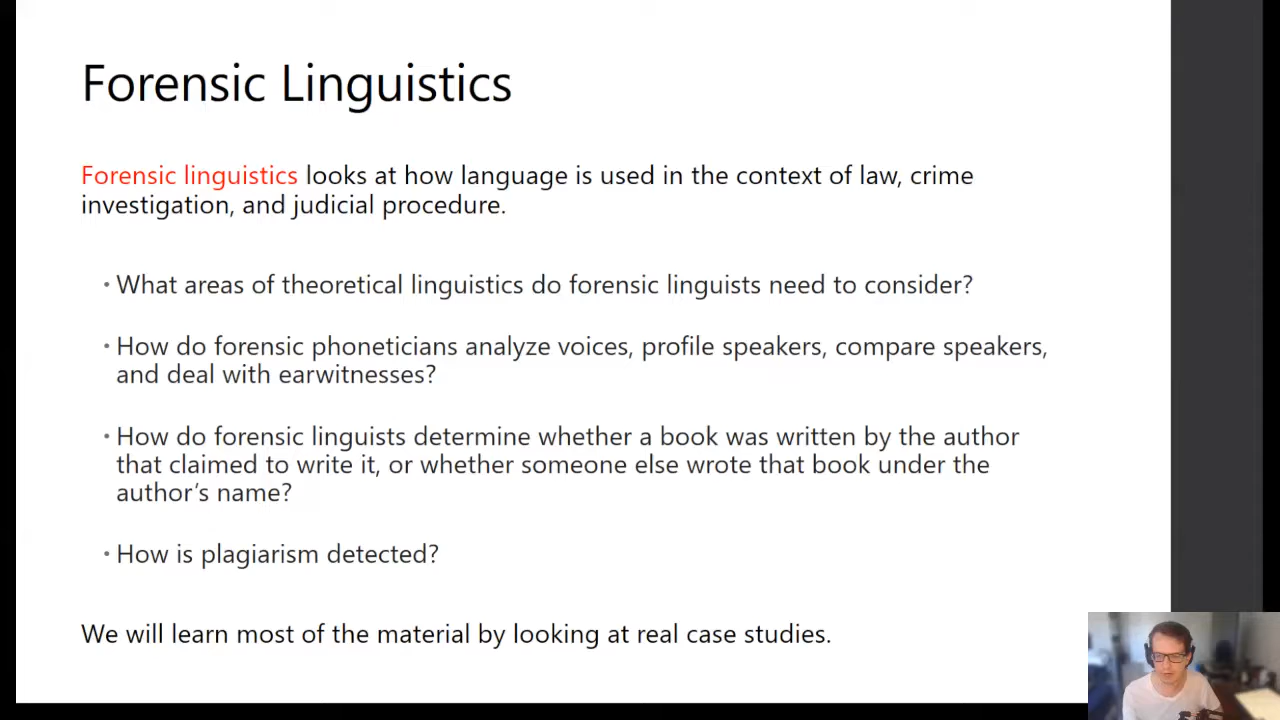 Forensic Linguistics
Forensic linguistics looks at how language is used in the context of law, crime
investigation, and judicial procedure.
• What areas of theoretical linguistics do forensic linguists need to consider?
• How do forensic phoneticians analyze voices, profile speakers, compare speakers,
and deal with earwitnesses?
• How do forensic linguists determine whether a book was written by the author
that claimed to write it, or whether someone else wrote that book under the
author's name?
• How is plagiarism detected?
We will learn most of the material by looking at real case studies.